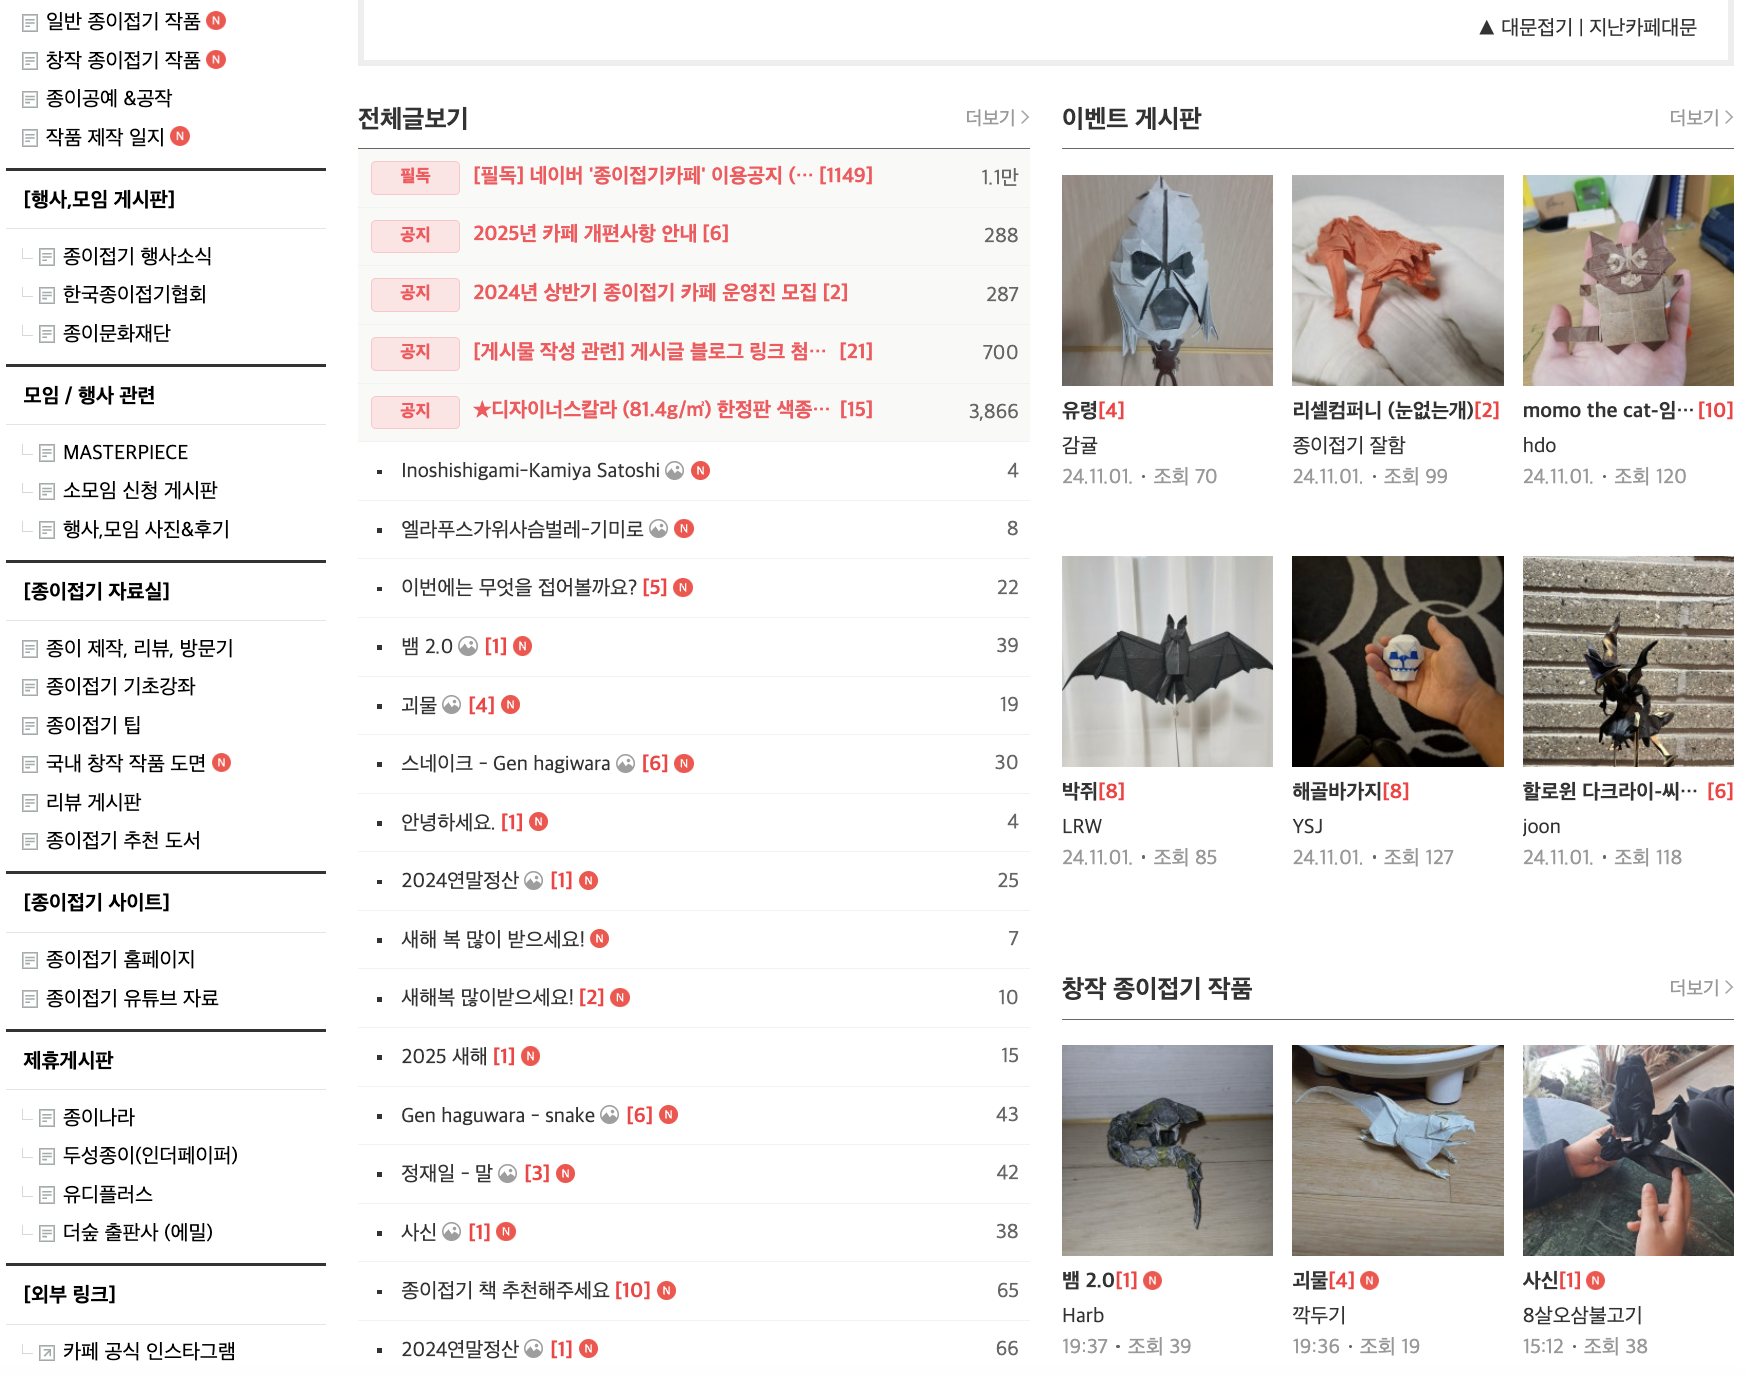 일반 종이접기 작품 N
창작 종이접기 작품 N
종이공예 &공작
작품 제작 일지 N
[행사,모임 게시판]
종이접기 행사소식
한국종이접기협회
종이문화재단
모임 / 행사 관련
MASTERPIECE
소모임 신청 게시판
행사,모임 사진&후기
[종이접기 자료실]
종이 제작, 리뷰, 방문기
종이접기 기초강좌
종이접기 팁
국내 창작 작품 도면 N
리뷰 게시판
종이접기 추천 도서
[종이접기 사이트]
종이접기 홈페이지
종이접기 유튜브 자료
제휴게시판
종이나라
두성종이(인더페이퍼)
유디플러스
더숲 출판사 (에밀)
[외부 링크]
카페 공식 인스타그램
▲ 대문접기 | 지난카페대문
전체글보기 더보기 >
필독 [필독] 네이버 '종이접기카페' 이용공지 (… [1149] 1.1만
공지 2025년 카페 개편사항 안내 [6] 288
공지 2024년 상반기 종이접기 카페 운영진 모집 [2] 287
공지 [게시물 작성 관련] 게시글 블로그 링크 첨… [21] 700
공지 ★디자이너스칼라 (81.4g/㎡) 한정판 색종… [15] 3,866
Inoshishigami-Kamiya Satoshi N 4
엘라푸스가위사슴벌레-기미로 N 8
이번에는 무엇을 접어볼까요? [5] N 22
뱀 2.0 [1] N 39
괴물 [4] N 19
스네이크 - Gen hagiwara [6] N 30
안녕하세요. [1] N 4
2024연말정산 [1] N 25
새해 복 많이 받으세요! N 7
새해복 많이받으세요! [2] N 10
2025 새해 [1] N 15
Gen haguwara - snake [6] N 43
정재일 - 말 [3] N 42
사신 [1] N 38
종이접기 책 추천해주세요 [10] N 65
2024연말정산 [1] N 66
이벤트 게시판 더보기 >
유령[4]
감귤
24.11.01. · 조회 70
리셀컴퍼니 (눈없는개)[2]
종이접기 잘함
24.11.01. · 조회 99
momo the cat-임… [10]
hdo
24.11.01. · 조회 120
박쥐[8]
LRW
24.11.01. · 조회 85
해골바가지[8]
YSJ
24.11.01. · 조회 127
할로윈 다크라이-씨… [6]
joon
24.11.01. · 조회 118
창작 종이접기 작품 더보기 >
뱀 2.0[1] N
Harb
19:37 · 조회 39
괴물[4] N
깍두기
19:36 · 조회 19
사신[1] N
8살오삼불고기
15:12 · 조회 38